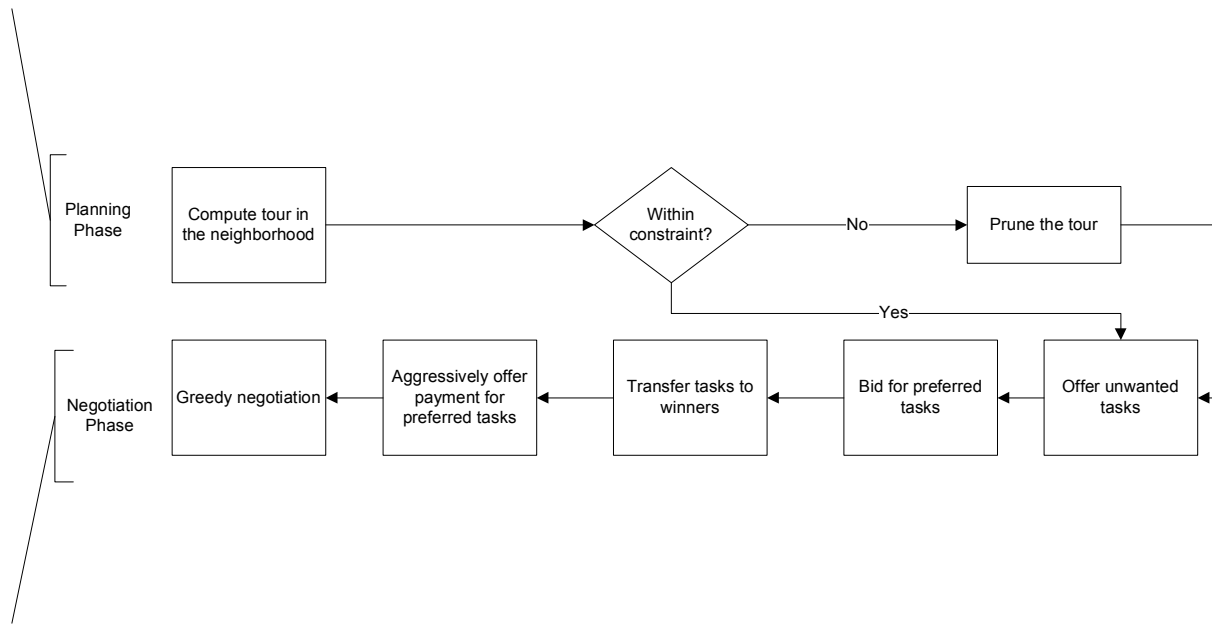 Planning
Phase
Compute tour in
the neighborhood
Within
constraint?
No
Prune the tour
Yes
Negotiation
Phase
Greedy negotiation
Aggressively offer
payment for
preferred tasks
Transfer tasks to
winners
Bid for preferred
tasks
Offer unwanted
tasks